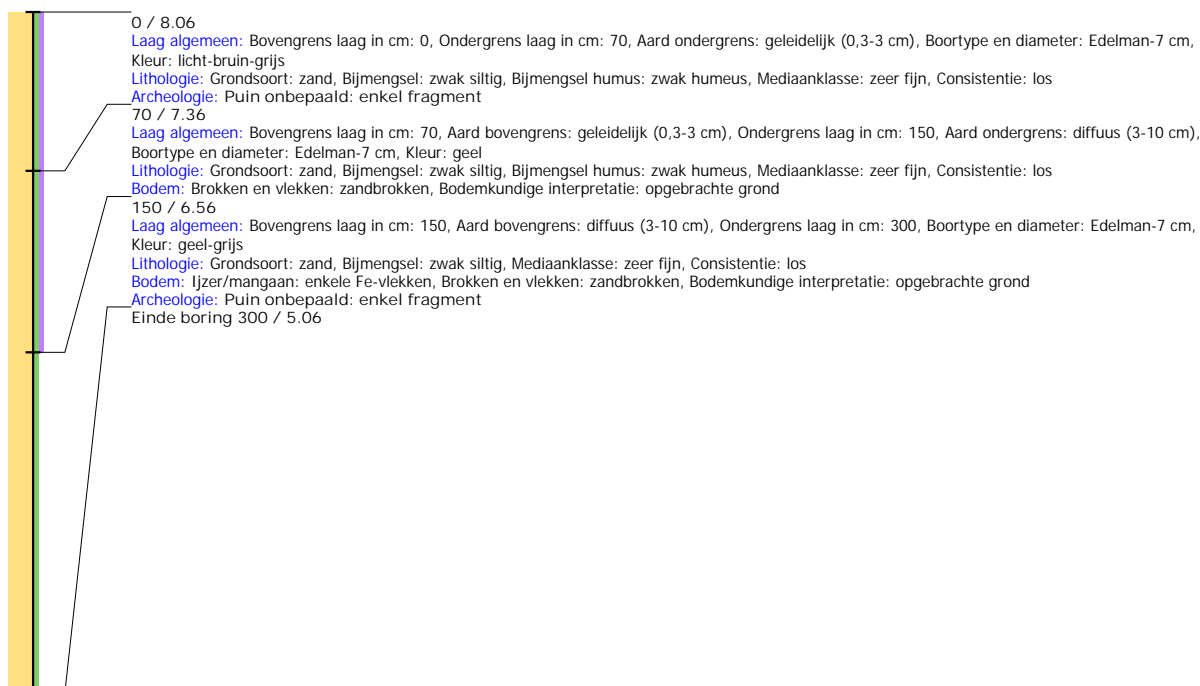 0 / 8.06
Laag algemeen: Bovengrens laag in cm: 0, Ondergrens laag in cm: 70, Aard ondergrens: geleidelijk (0,3-3 cm), Boortype en diameter: Edelman-7 cm,
Kleur: licht-bruin-grijs
Lithologie: Grondsoort: zand, Bijmengsel: zwak siltig, Bijmengsel humus: zwak humeus, Mediaanklasse: zeer fijn, Consistentie: los
Archeologie: Puin onbepaald: enkel fragment
70 / 7.36
Laag algemeen: Bovengrens laag in cm: 70, Aard bovengrens: geleidelijk (0,3-3 cm), Ondergrens laag in cm: 150, Aard ondergrens: diffuus (3-10 cm),
Boortype en diameter: Edelman-7 cm, Kleur: geel
Lithologie: Grondsoort: zand, Bijmengsel: zwak siltig, Bijmengsel humus: zwak humeus, Mediaanklasse: zeer fijn, Consistentie: los
Bodem: Brokken en vlekken: zandbrokken, Bodemkundige interpretatie: opgebrachte grond
150 / 6.56
Laag algemeen: Bovengrens laag in cm: 150, Aard bovengrens: diffuus (3-10 cm), Ondergrens laag in cm: 300, Boortype en diameter: Edelman-7 cm,
Kleur: geel-grijs
Lithologie: Grondsoort: zand, Bijmengsel: zwak siltig, Mediaanklasse: zeer fijn, Consistentie: los
Bodem: Ijzer/mangaan: enkele Fe-vlekken, Brokken en vlekken: zandbrokken, Bodemkundige interpretatie: opgebrachte grond
Archeologie: Puin onbepaald: enkel fragment
Einde boring 300 / 5.06